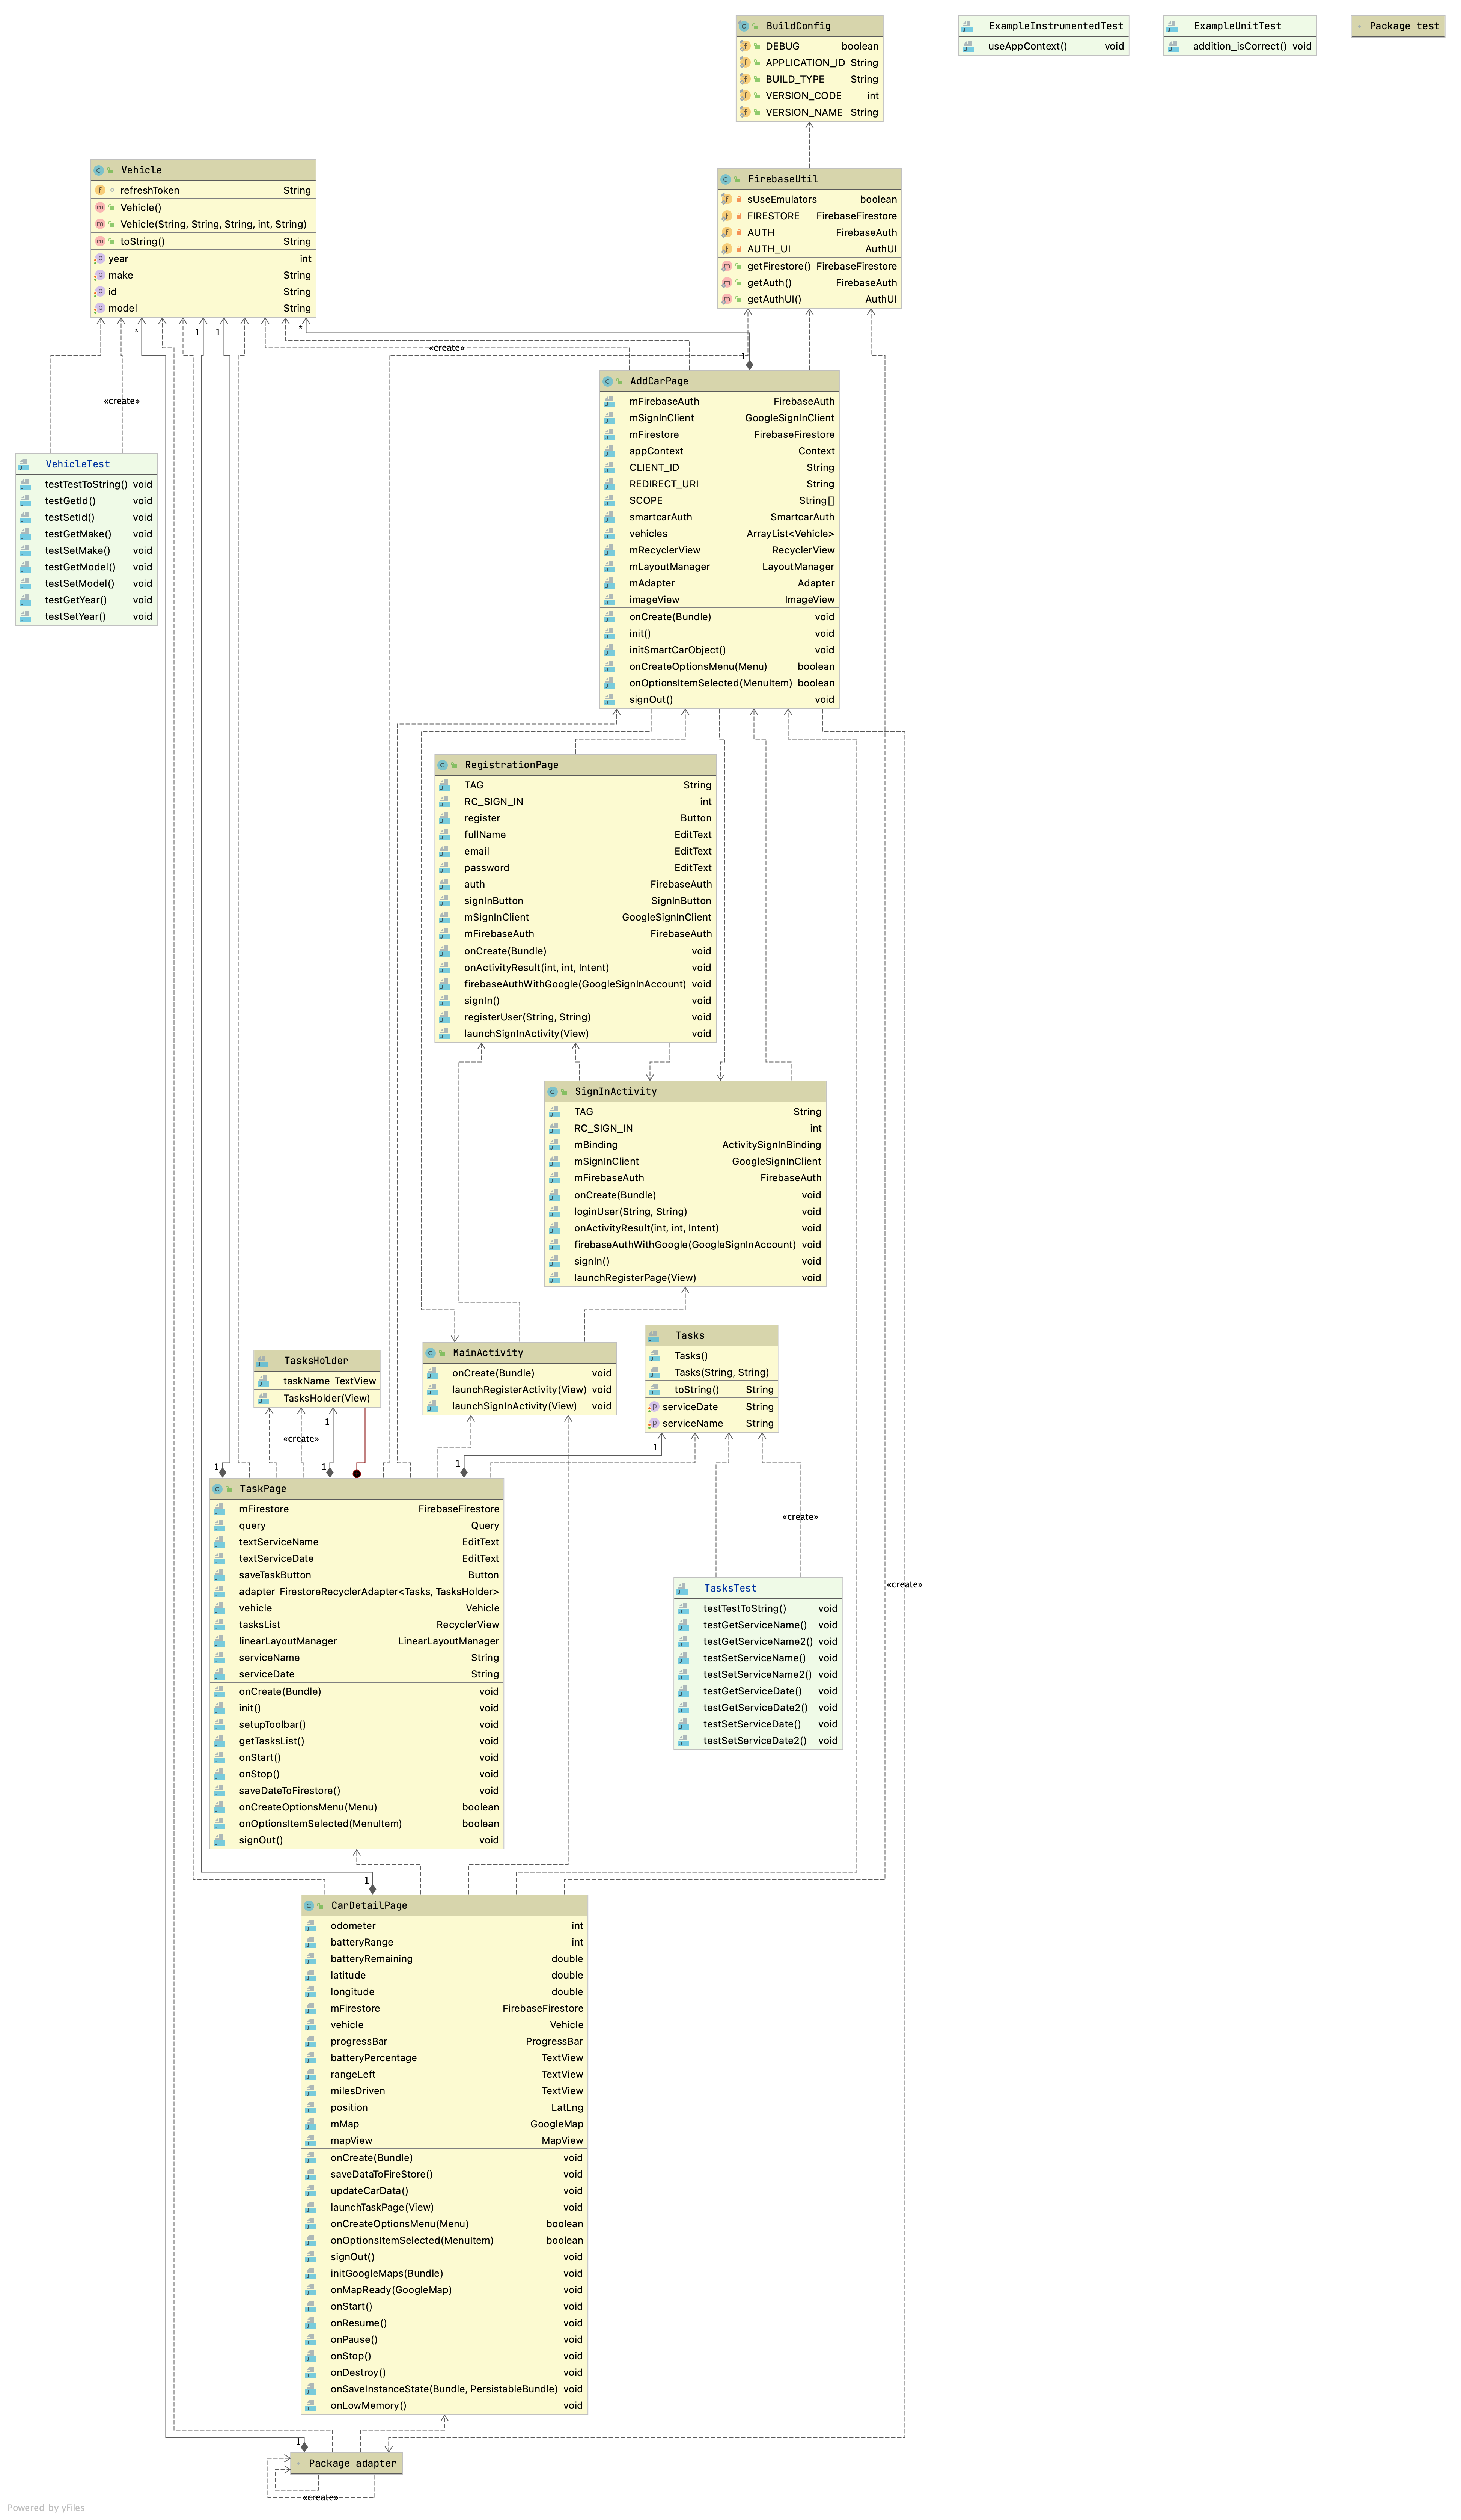 BuildConfig
DEBUG boolean
APPLICATION_ID String
BUILD_TYPE String
VERSION_CODE int
VERSION_NAME String
ExampleInstrumentedTest
useAppContext() void
ExampleUnitTest
addition_isCorrect() void
Package test
Vehicle
refreshToken String
Vehicle()
Vehicle(String, String, String, int, String)
toString() String
year int
make String
id String
model String
FirebaseUtil
sUseEmulators boolean
FIRESTORE FirebaseFirestore
AUTH FirebaseAuth
AUTH_UI AuthUI
getFirestore() FirebaseFirestore
getAuth() FirebaseAuth
getAuthUI() AuthUI
*
1
1
*
«create»
1
«create»
AddCarPage
mFirebaseAuth FirebaseAuth
mSignInClient GoogleSignInClient
mFirestore FirebaseFirestore
appContext Context
CLIENT_ID String
REDIRECT_URI String
SCOPE String[]
smartcarAuth SmartcarAuth
vehicles ArrayList<Vehicle>
mRecyclerView RecyclerView
mLayoutManager LayoutManager
mAdapter Adapter
imageView ImageView
onCreate(Bundle) void
init() void
initSmartCarObject() void
onCreateOptionsMenu(Menu) boolean
onOptionsItemSelected(MenuItem) boolean
signOut() void
VehicleTest
testTestToString() void
testGetId() void
testSetId() void
testGetMake() void
testSetMake() void
testGetModel() void
testSetModel() void
testGetYear() void
testSetYear() void
RegistrationPage
TAG String
RC_SIGN_IN int
register Button
fullName EditText
email EditText
password EditText
auth FirebaseAuth
signInButton SignInButton
mSignInClient GoogleSignInClient
mFirebaseAuth FirebaseAuth
onCreate(Bundle) void
onActivityResult(int, int, Intent) void
firebaseAuthWithGoogle(GoogleSignInAccount) void
signIn() void
registerUser(String, String) void
launchSignInActivity(View) void
SignInActivity
TAG String
RC_SIGN_IN int
mBinding ActivitySignInBinding
mSignInClient GoogleSignInClient
mFirebaseAuth FirebaseAuth
onCreate(Bundle) void
loginUser(String, String) void
onActivityResult(int, int, Intent) void
firebaseAuthWithGoogle(GoogleSignInAccount) void
signIn() void
launchRegisterPage(View) void
TasksHolder
taskName TextView
TasksHolder(View)
MainActivity
onCreate(Bundle) void
launchRegisterActivity(View) void
launchSignInActivity(View) void
Tasks
Tasks()
Tasks(String, String)
toString() String
serviceDate String
serviceName String
1
«create»
1
1
1
1
TaskPage
mFirestore FirebaseFirestore
query Query
textServiceName EditText
textServiceDate EditText
saveTaskButton Button
adapter FirestoreRecyclerAdapter<Tasks, TasksHolder>
vehicle Vehicle
tasksList RecyclerView
linearLayoutManager LinearLayoutManager
serviceName String
serviceDate String
onCreate(Bundle) void
init() void
setupToolbar() void
getTasksList() void
onStart() void
onStop() void
saveDateToFirestore() void
onCreateOptionsMenu(Menu) boolean
onOptionsItemSelected(MenuItem) boolean
signOut() void
«create»
«create»
TasksTest
testTestToString() void
testGetServiceName() void
testGetServiceName2() void
testSetServiceName() void
testSetServiceName2() void
testGetServiceDate() void
testGetServiceDate2() void
testSetServiceDate() void
testSetServiceDate2() void
1
CarDetailPage
odometer int
batteryRange int
batteryRemaining double
latitude double
longitude double
mFirestore FirebaseFirestore
vehicle Vehicle
progressBar ProgressBar
batteryPercentage TextView
rangeLeft TextView
milesDriven TextView
position LatLng
mMap GoogleMap
mapView MapView
onCreate(Bundle) void
saveDataToFireStore() void
updateCarData() void
launchTaskPage(View) void
onCreateOptionsMenu(Menu) boolean
onOptionsItemSelected(MenuItem) boolean
signOut() void
initGoogleMaps(Bundle) void
onMapReady(GoogleMap) void
onStart() void
onResume() void
onPause() void
onStop() void
onDestroy() void
onSaveInstanceState(Bundle, PersistableBundle) void
onLowMemory() void
1
Package adapter
«create»
Powered by yFiles